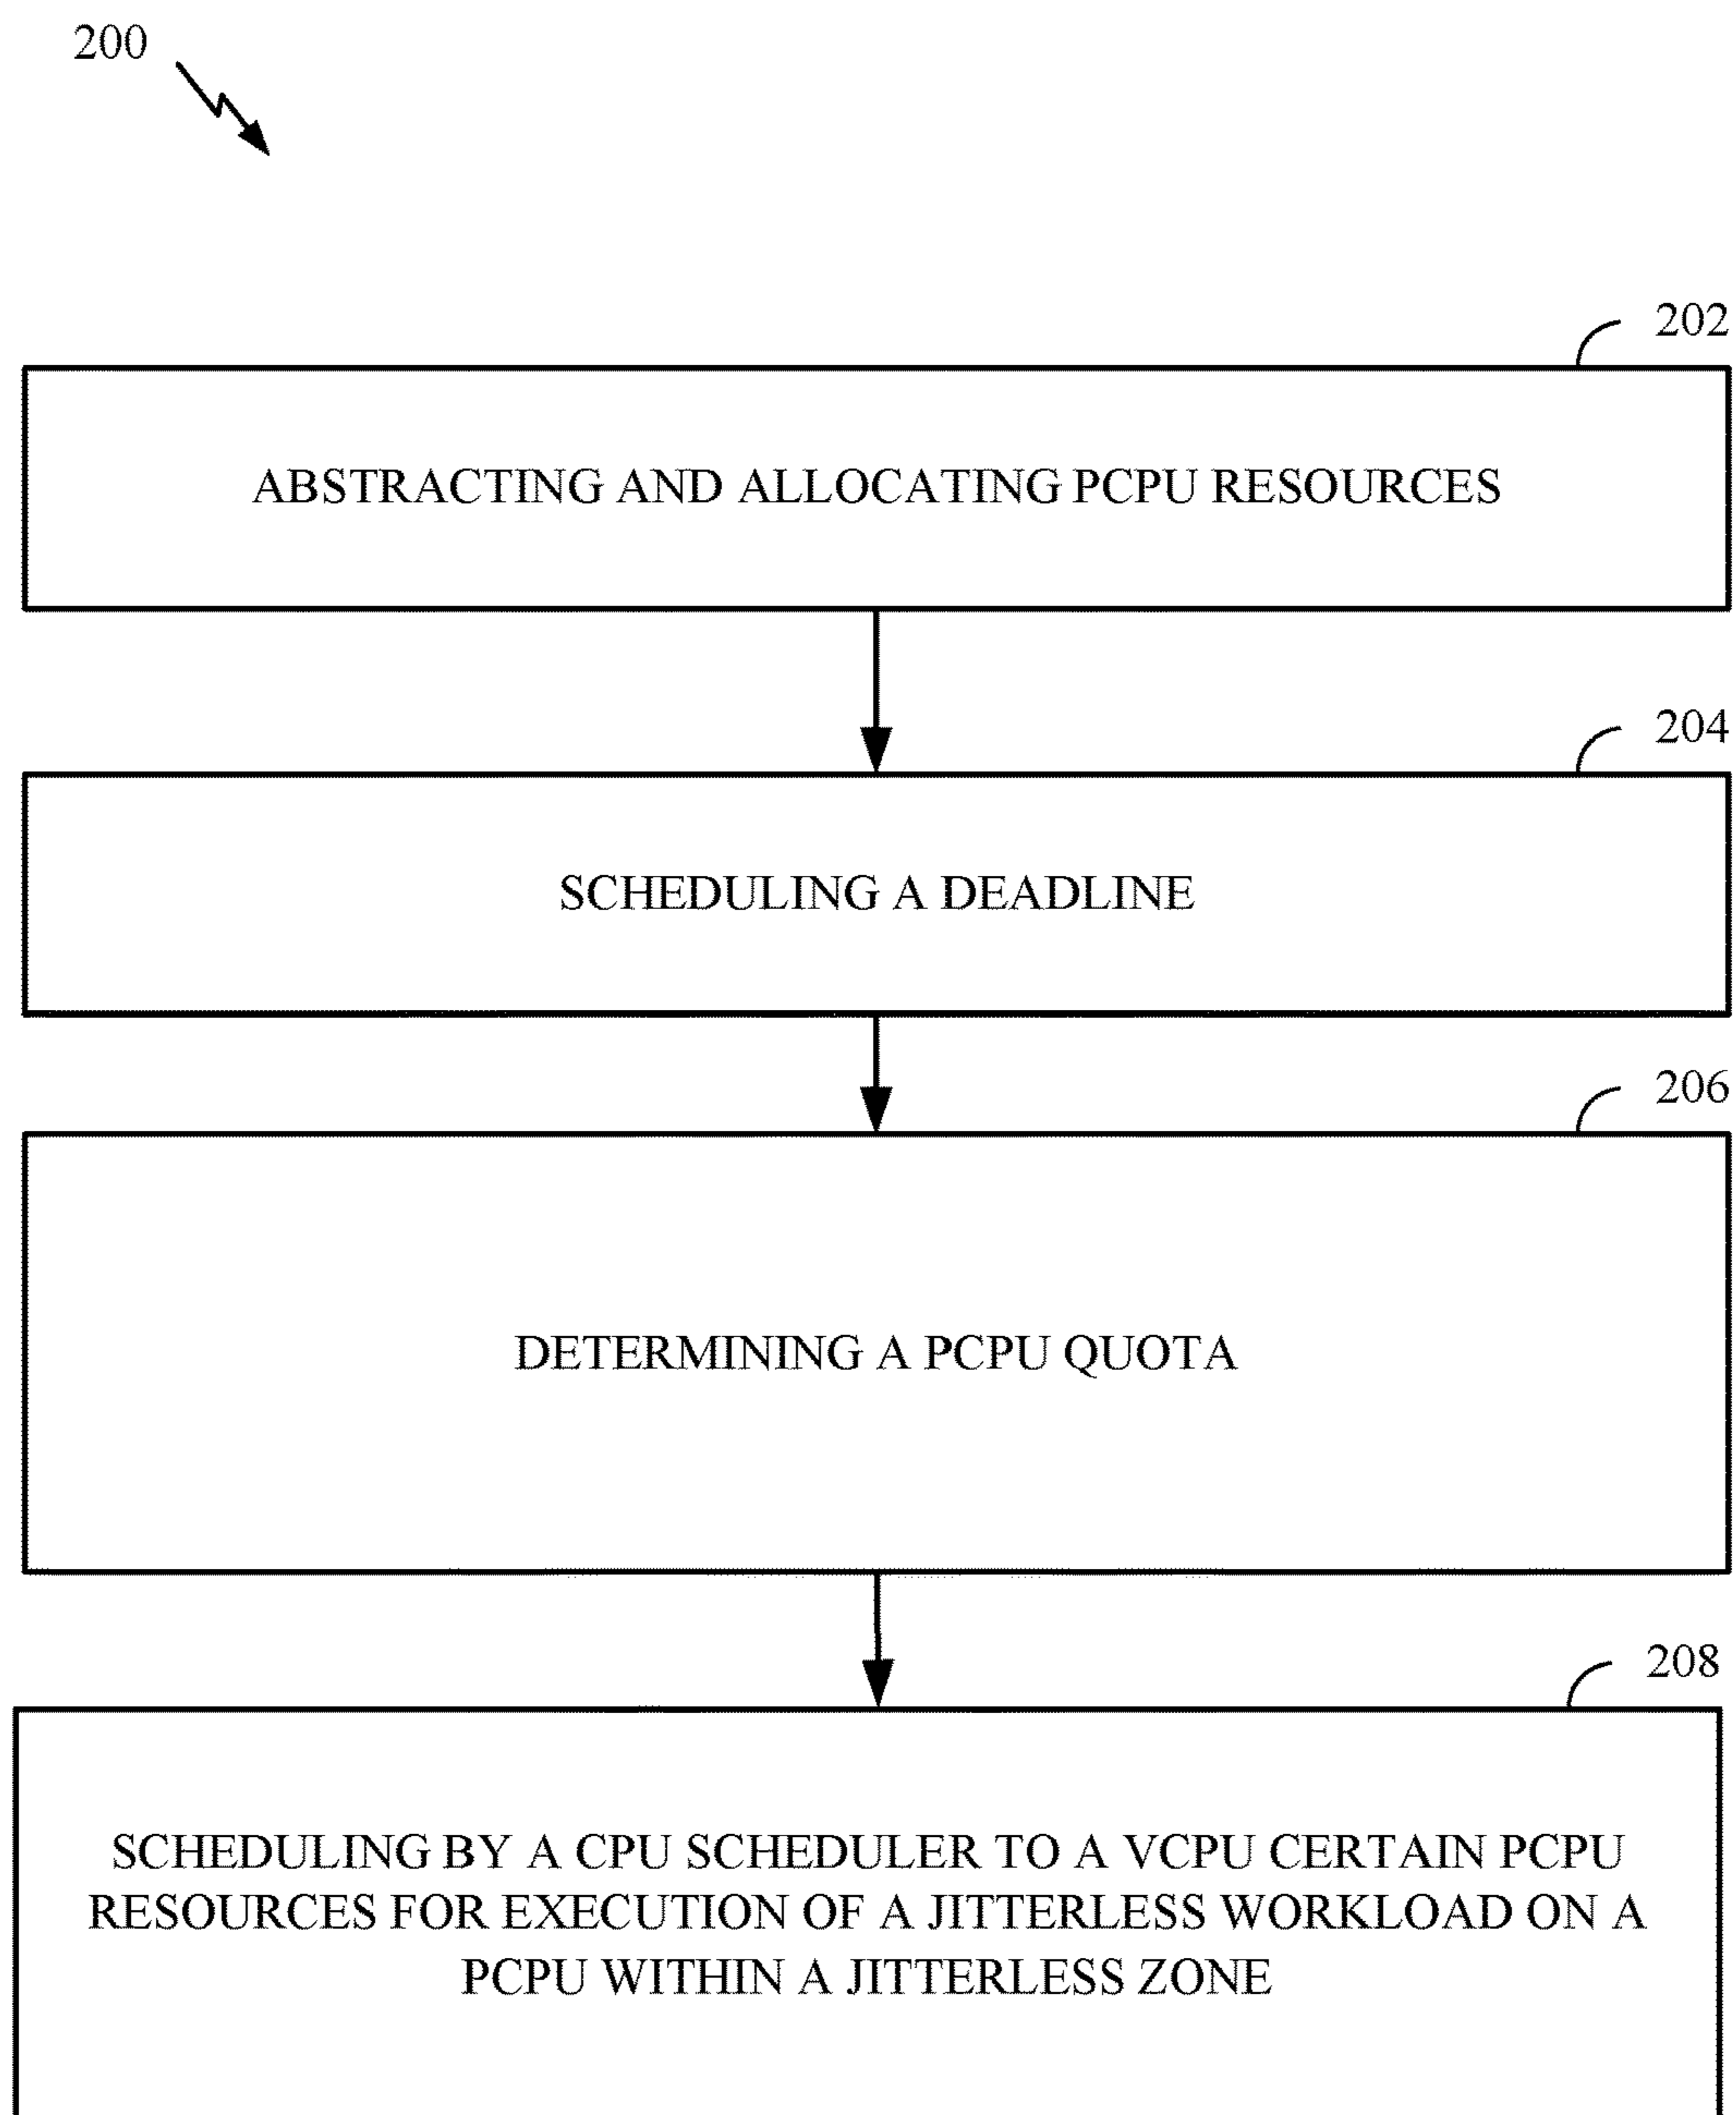 200
202
ABSTRACTING AND ALLOCATING PCPU RESOURCES
204
SCHEDULING A DEADLINE
206
DETERMINING A PCPU QUOTA
208
SCHEDULING BY A CPU SCHEDULER TO A VCPU CERTAIN PCPU
RESOURCES FOR EXECUTION OF A JITTERLESS WORKLOAD ON A
PCPU WITHIN A JITTERLESS ZONE